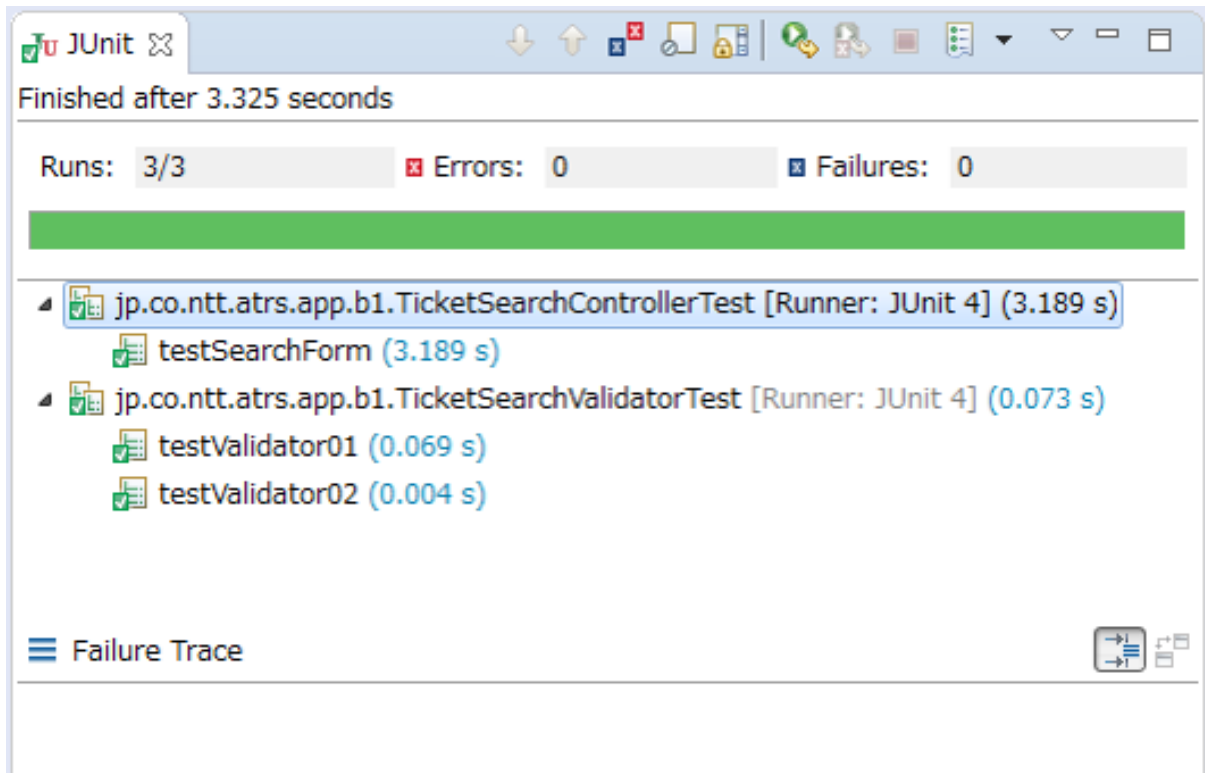 JUnit
Finished after 3.325 seconds
Runs: 3/3 Errors: 0 Failures: 0
jp.co.ntt.atrs.app.b1.TicketSearchControllerTest [Runner: JUnit 4] (3.189 s)
testSearchForm (3.189 s)
jp.co.ntt.atrs.app.b1.TicketSearchValidatorTest [Runner: JUnit 4] (0.073 s)
testValidator01 (0.069 s)
testValidator02 (0.004 s)
Failure Trace